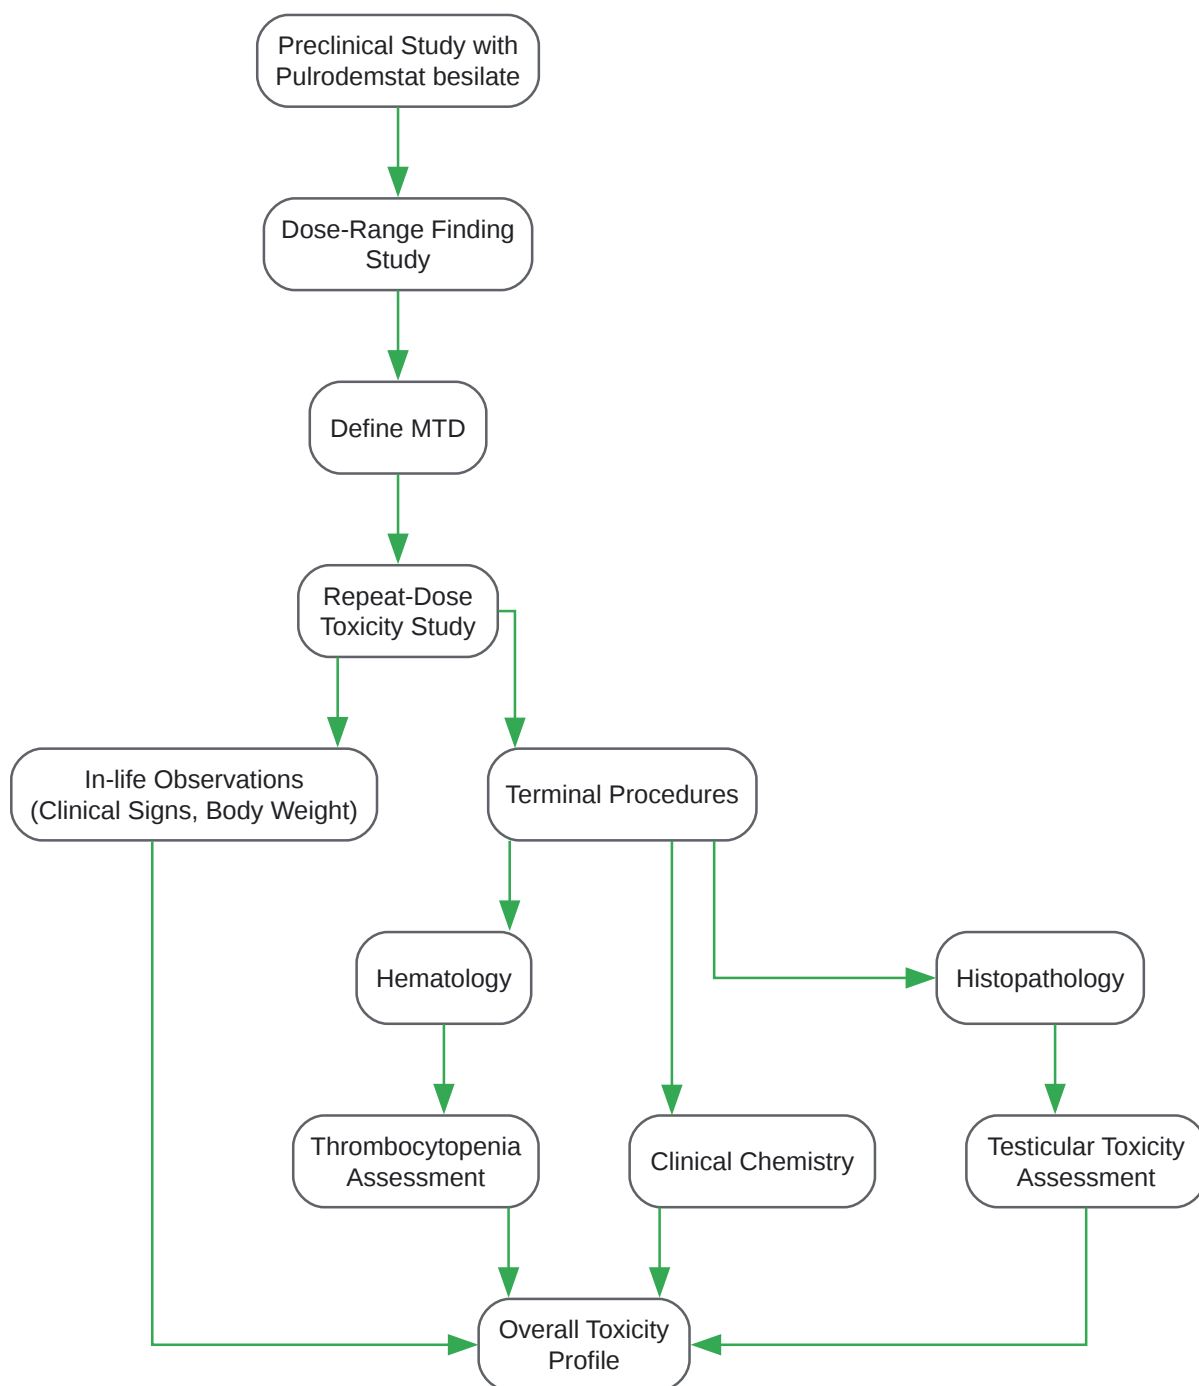 Preclinical Study with
Pulrodemstat besilate
Dose-Range Finding
Study
Define MTD
Repeat-Dose
Toxicity Study
In-life Observations
(Clinical Signs, Body Weight)
Terminal Procedures
Hematology
Histopathology
Thrombocytopenia
Assessment
Clinical Chemistry
Testicular Toxicity
Assessment
Overall Toxicity
Profile